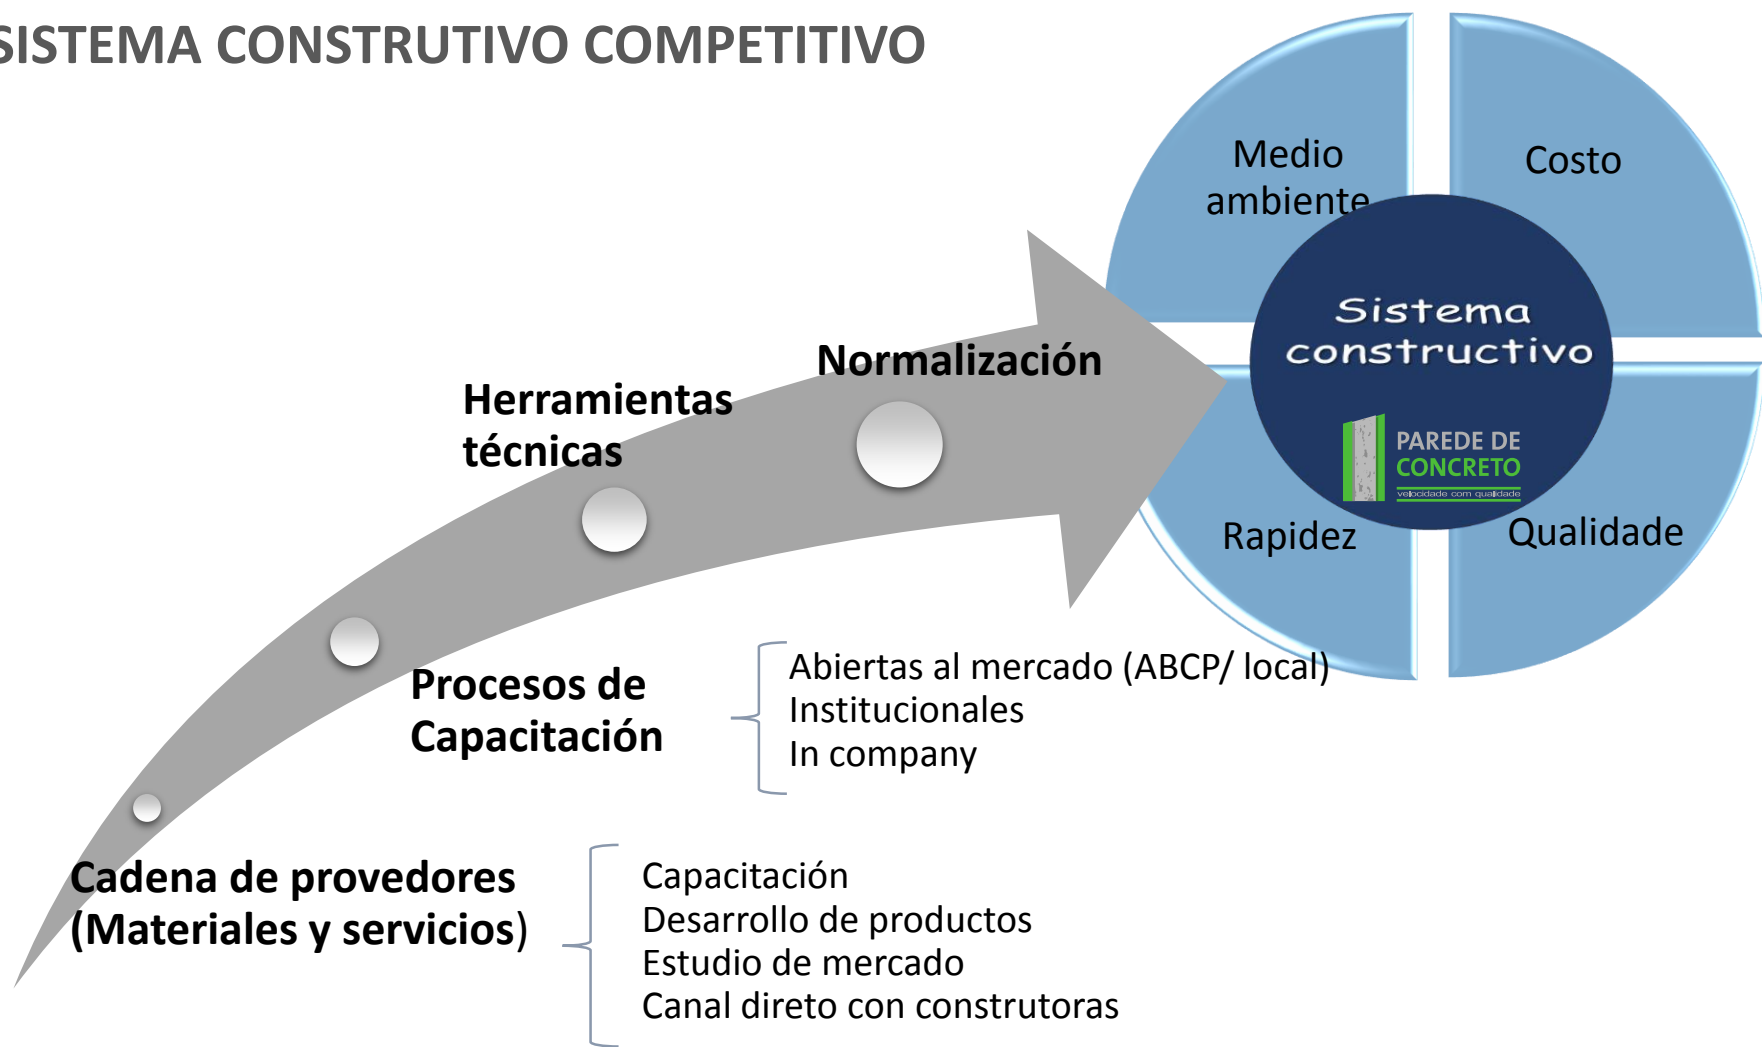 SISTEMA CONSTRUTIVO COMPETITIVO
Medio
ambiente
Costo
Sistema
constructivo
PAREDE DE
CONCRETO
velocidade com qualidade
Rapidez
Qualidade
Normalización
Herramientas
técnicas
Procesos de
Capacitación
Abiertas al mercado (ABCP/ local)
Institucionales
In company
Cadena de provedores
(Materiales y servicios)
Capacitación
Desarrollo de productos
Estudio de mercado
Canal direto con construtoras